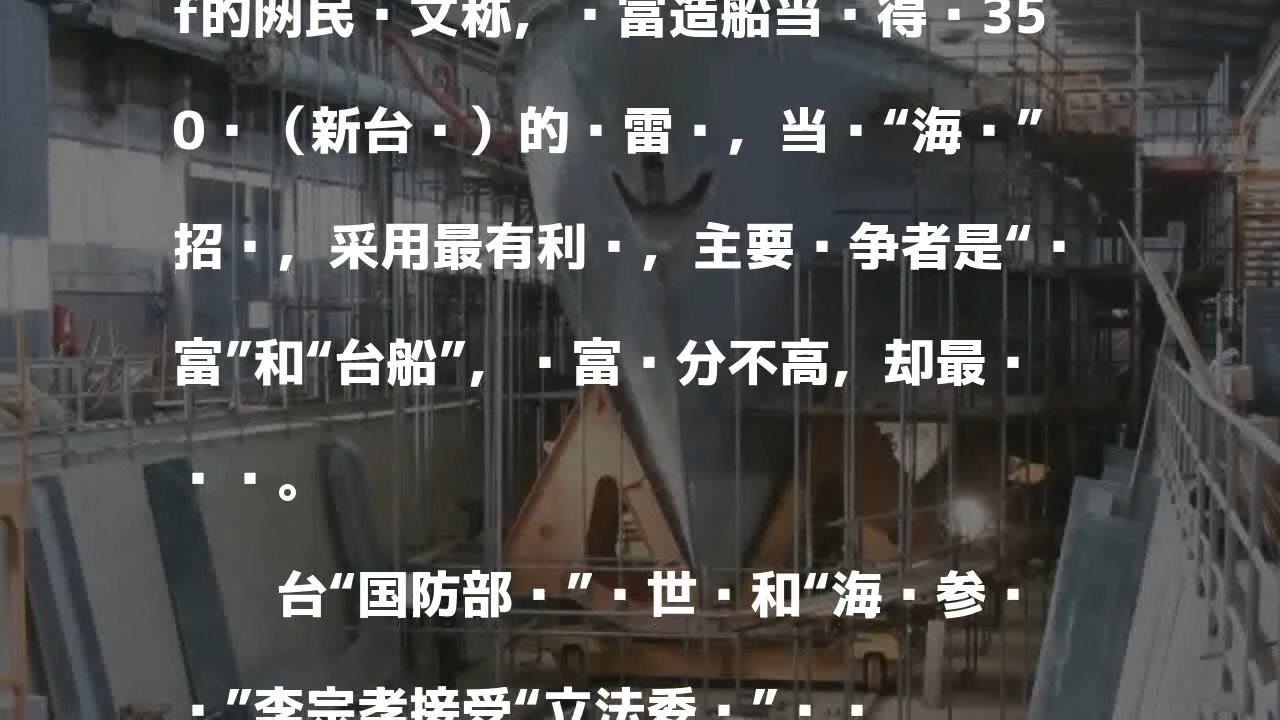 f的网民·文称，·富造船当·得·35
0·（新台·）的·雷·，当·“海·”
招·，采用最有利·，主要·争者是“·
富”和“台船”，·富·分不高，却最·
··。
台“国防部·”·世·和“海·参·
·”李宗孝接受“立法委·”··